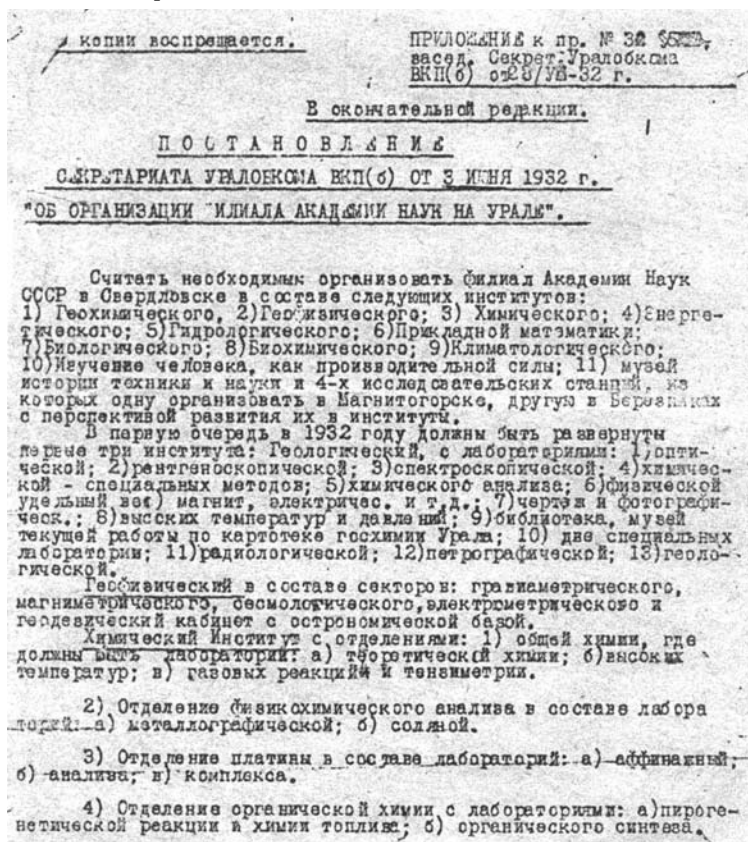 копии воспрещается.
ПРИЛОЖЕНИЕ к пр. № 32
засед. Секрет.Уралобкома
ВКП(б) от28/УШ-32 г.
В окончательной редакции.
ПОСТАНОВЛЕНИЕ
СЕКРЕТАРИАТА УРАЛОБКОМА ВКП(б) ОТ 3 ИЮНЯ 1932 г.
"ОБ ОРГАНИЗАЦИИ ИЛИАЛА АКАДЕМИИ НАУК НА УРАЛЕ".
Считать необходимым организовать филиал Академии Наук
СССР в Свердловске в составе следующих институтов:
1) Геохимического, 2)Геофизического; 3) Химического; 4)Энерге-
тического; 5)Гидрологического; 6)Прикладной математики;
7)Биологического; 8)Биохимического; 9)Климатологического;
10)Изучение человека, как производительной силы; 11) музей
истории техники и науки и 4-х исследовательских станций, из
которых одну организовать в Магнитогорске, другую в Березниках
с перспективой развития их в институты.
В первую очередь в 1932 году должны быть развернуты
первые три института: Геологический, с лабораториями: 1)опти-
ческой; 2)рентгеноскопической; 3)спектроскопической; 4)химичес-
кой - специальных методов; 5)химического анализа; 6)физической
удельный вес) магнит, электричес. и т.д.; 7)чертеж и фотографи-
ческ.; 8)высских температур и давлений; 9)библиотека, музей
текущей работы по картотеке госхимии Урала; 10) две специальных
лаборатории; 11)радиологической; 12)петрографической; 13)геоло-
гической.
Геофизический в составе секторов: гравиаметрического,
магниметрического, сесмологического,электрометрического и
геодезический кабинет с острономической базой.
Химический Институт с отделениями: 1) общей химии, где
должны быть лаборатории: а) теоретической химии; б)высоких
температур; в) газовых реакций и тензиметрии.
2) Отделение физикохимического анализа в составе лабора
торий: а) металлографической; б) соляной.
3) Отделение платины в составе лабораторий: а) аффинажный;
б) анализа; в) комплекса.
4) Отделение органической химии с лабораториями: а)пироге-
нетической реакции и химии топлива; б) органического синтеза.